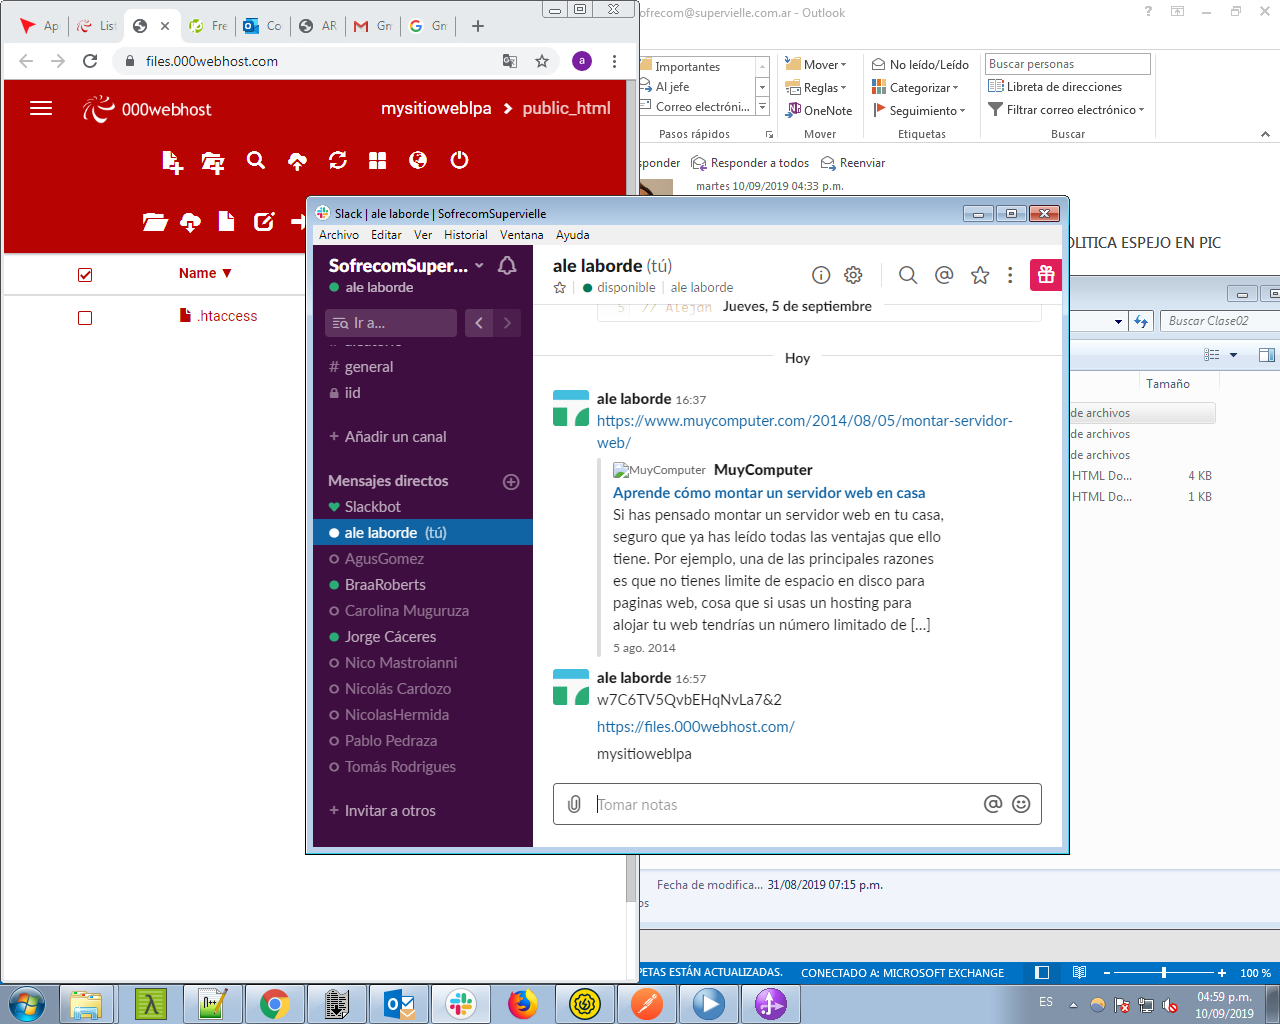 Ap
List
Fre
Co
AR
Gm
Gm
files.000webhost.com
a
000webhost
mysitioweblpa > public_html
Name ▼
.htaccess
ofrecom@supervielle.com.ar - Outlook
Importantes
Al jefe
Correo electróni...
Pasos rápidos
Mover
Reglas
OneNote
Mover
No leído/Leído
Categorizar
Seguimiento
Etiquetas
Buscar personas
Libreta de direcciones
Filtrar correo electrónico
Buscar
sponder
Responder a todos
Reenviar
martes 10/09/2019 04:33 p.m.
OLITICA ESPEJO EN PIC
Buscar Clase02
Tamaño
de archivos
de archivos
de archivos
HTML Do... 4 KB
HTML Do... 1 KB
Slack | ale laborde | SofrecomSupervielle
Archivo Editar Ver Historial Ventana Ayuda
SofrecomSuper...
ale laborde
Ir a...
# general
iid
+ Añadir un canal
Mensajes directos
Slackbot
ale laborde (tú)
AgusGomez
BraaRoberts
Carolina Muguruza
Jorge Cáceres
Nico Mastroianni
Nicolás Cardozo
NicolasHermida
Pablo Pedraza
Tomás Rodrigues
+ Invitar a otros
ale laborde (tú)
disponible | ale laborde
5 // Alejan
Jueves, 5 de septiembre
Hoy
ale laborde 16:37
https://www.muycomputer.com/2014/08/05/montar-servidor-
web/
MuyComputer MuyComputer
Aprende cómo montar un servidor web en casa
Si has pensado montar un servidor web en tu casa,
seguro que ya has leído todas las ventajas que ello
tiene. Por ejemplo, una de las principales razones
es que no tienes limite de espacio en disco para
paginas web, cosa que si usas un hosting para
alojar tu web tendrías un número limitado de [...]
5 ago. 2014
ale laborde 16:57
w7C6TV5QvbEHqNvLa7&2
https://files.000webhost.com/
mysitioweblpa
Tomar notas
Fecha de modifica... 31/08/2019 07:15 p.m.
os
PETAS ESTÁN ACTUALIZADAS. CONECTADO A: MICROSOFT EXCHANGE
100 %
ES
04:59 p.m.
10/09/2019